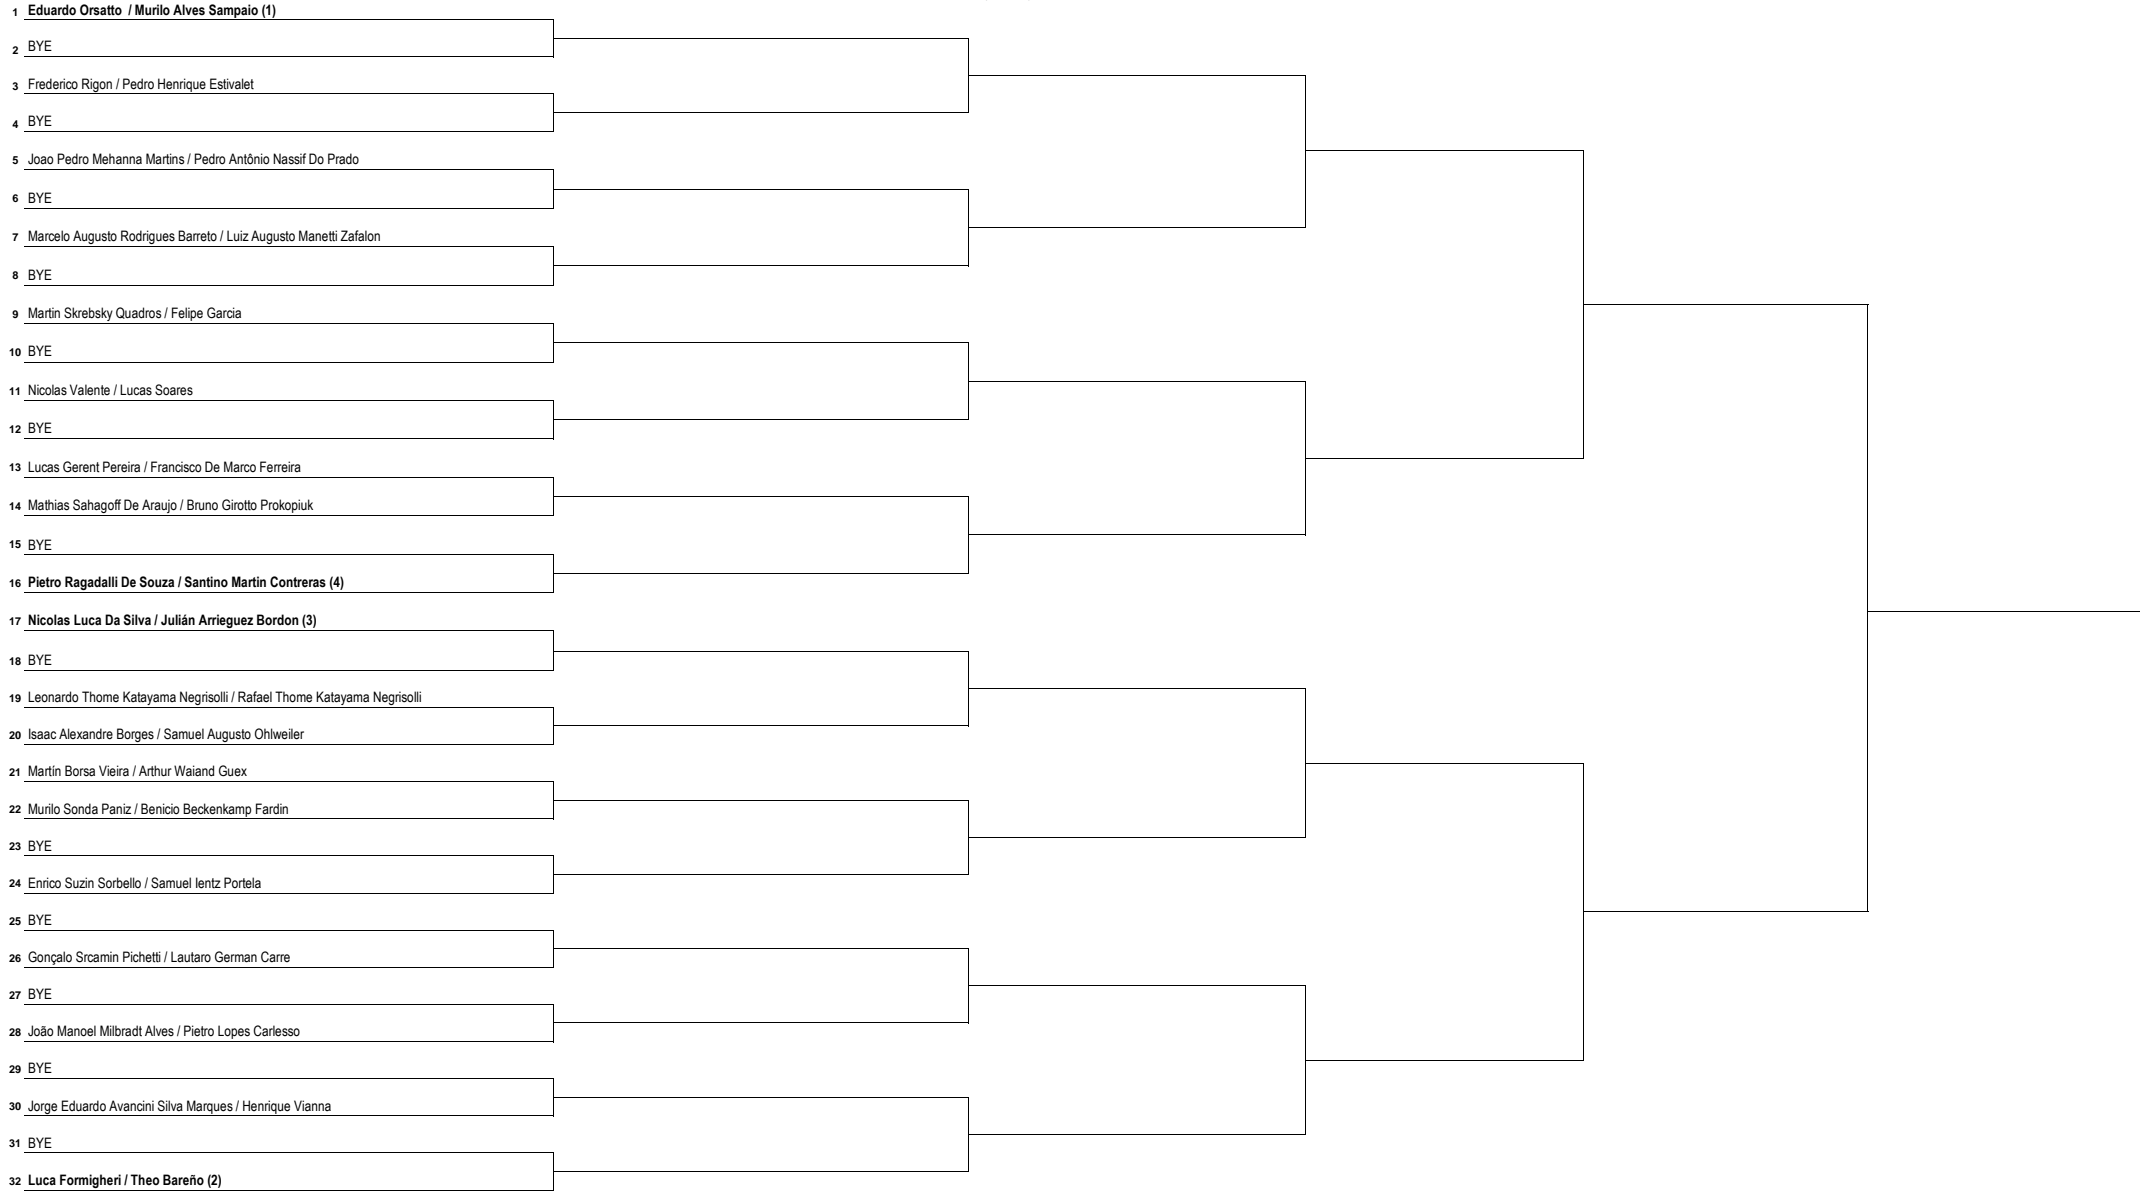 1 Eduardo Orsatto / Murilo Alves Sampaio (1)
2 BYE
3 Frederico Rigon / Pedro Henrique Estivalet
4 BYE
5 Joao Pedro Mehanna Martins / Pedro Antônio Nassif Do Prado
6 BYE
7 Marcelo Augusto Rodrigues Barreto / Luiz Augusto Manetti Zafalon
8 BYE
9 Martin Skrebsky Quadros / Felipe Garcia
10 BYE
11 Nicolas Valente / Lucas Soares
12 BYE
13 Lucas Gerent Pereira / Francisco De Marco Ferreira
14 Mathias Sahagoff De Araujo / Bruno Girotto Prokopiuk
15 BYE
16 Pietro Ragadalli De Souza / Santino Martin Contreras (4)
17 Nicolas Luca Da Silva / Julián Arrieguez Bordon (3)
18 BYE
19 Leonardo Thome Katayama Negrisolli / Rafael Thome Katayama Negrisolli
20 Isaac Alexandre Borges / Samuel Augusto Ohlweiler
21 Martín Borsa Vieira / Arthur Waiand Guex
22 Murilo Sonda Paniz / Benicio Beckenkamp Fardin
23 BYE
24 Enrico Suzin Sorbello / Samuel Ientz Portela
25 BYE
26 Gonçalo Srcamin Pichetti / Lautaro German Carre
27 BYE
28 João Manoel Milbradt Alves / Pietro Lopes Carlesso
29 BYE
30 Jorge Eduardo Avancini Silva Marques / Henrique Vianna
31 BYE
32 Luca Formigheri / Theo Bareño (2)